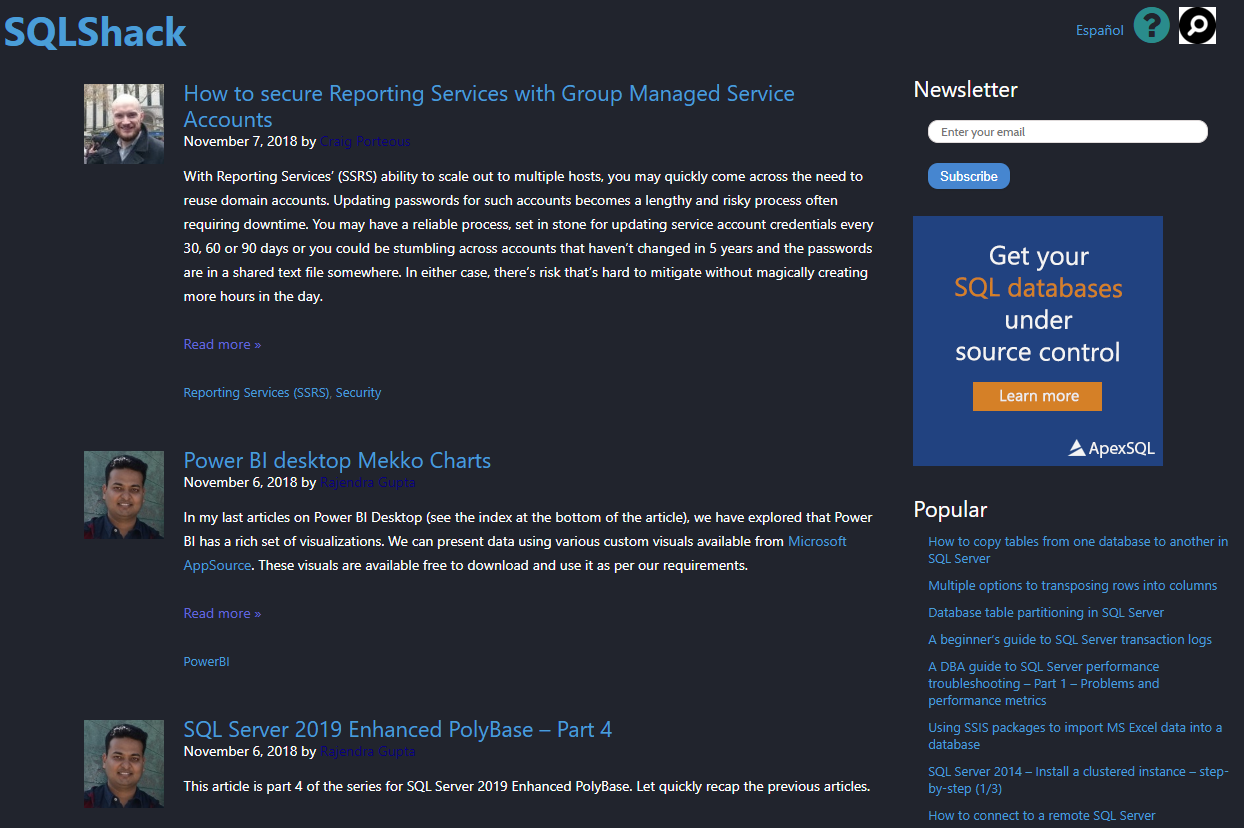 SQLShack
Español
How to secure Reporting Services with Group Managed Service
Accounts
November 7, 2018 by Craig Porteous
With Reporting Services’ (SSRS) ability to scale out to multiple hosts, you may quickly come across the need to
reuse domain accounts. Updating passwords for such accounts becomes a lengthy and risky process often
requiring downtime. You may have a reliable process, set in stone for updating service account credentials every
30, 60 or 90 days or you could be stumbling across accounts that haven’t changed in 5 years and the passwords
are in a shared text file somewhere. In either case, there’s risk that’s hard to mitigate without magically creating
more hours in the day.
Read more »
Reporting Services (SSRS), Security
Power BI desktop Mekko Charts
November 6, 2018 by Rajendra Gupta
In my last articles on Power BI Desktop (see the index at the bottom of the article), we have explored that Power
BI has a rich set of visualizations. We can present data using various custom visuals available from Microsoft
AppSource. These visuals are available free to download and use it as per our requirements.
Read more »
PowerBI
SQL Server 2019 Enhanced PolyBase – Part 4
November 6, 2018 by Rajendra Gupta
This article is part 4 of the series for SQL Server 2019 Enhanced PolyBase. Let quickly recap the previous articles.
Newsletter
Enter your email
Subscribe
Get your
SQL databases
under
source control
Learn more
ApexSQL
Popular
How to copy tables from one database to another in
SQL Server
Multiple options to transposing rows into columns
Database table partitioning in SQL Server
A beginner’s guide to SQL Server transaction logs
A DBA guide to SQL Server performance
troubleshooting – Part 1 – Problems and
performance metrics
Using SSIS packages to import MS Excel data into a
database
SQL Server 2014 – Install a clustered instance – step-
by-step (1/3)
How to connect to a remote SQL Server